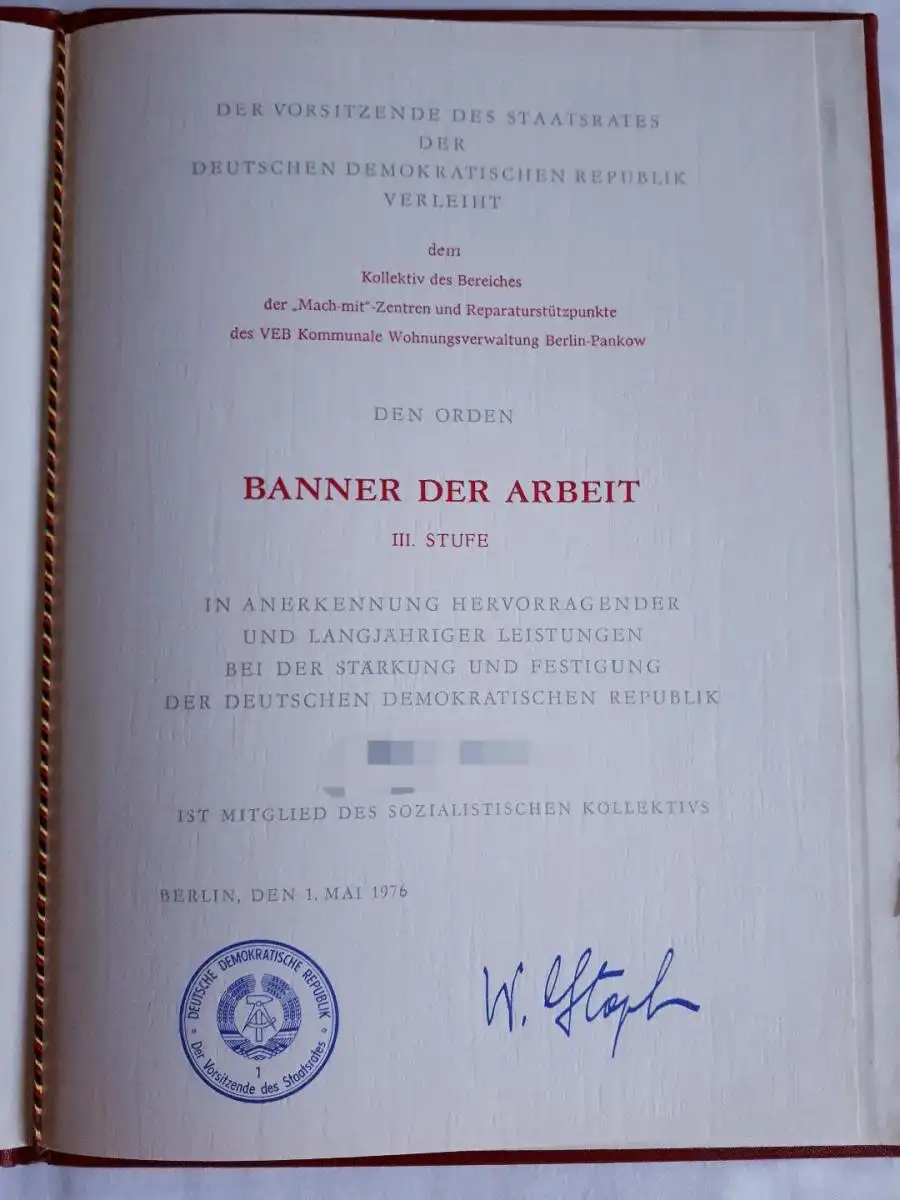 DER VORSITZENDE DES STAATSRATES
DER
DEUTSCHEN DEMOKRATISCHEN REPUBLIK
VERLEIHT
dem
Kollektiv des Bereiches
der „Mach-mit“-Zentren und Reparaturstützpunkte
des VEB Kommunale Wohnungsverwaltung Berlin-Pankow
DEN ORDEN
BANNER DER ARBEIT
III. STUFE
IN ANERKENNUNG HERVORRAGENDER
UND LANGJÄHRIGER LEISTUNGEN
BEI DER STÄRKUNG UND FESTIGUNG
DER DEUTSCHEN DEMOKRATISCHEN REPUBLIK
IST MITGLIED DES SOZIALISTISCHEN KOLLEKTIVS
BERLIN, DEN 1. MAI 1976
DEUTSCHE DEMOKRATISCHE REPUBLIK
1
Der Vorsitzende des Staatsrates
W. Stoph